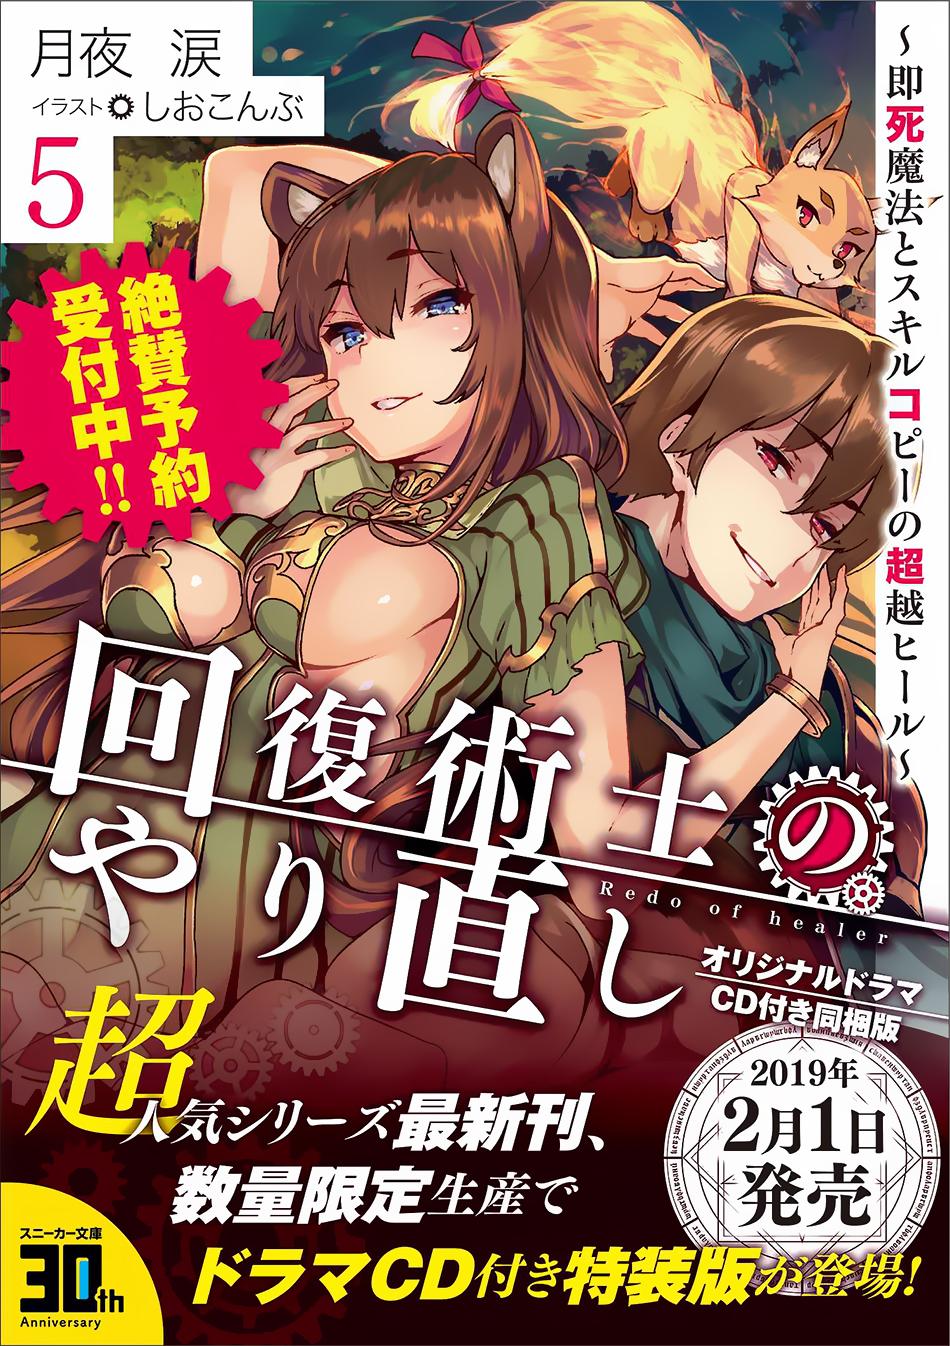 月夜 涙
イラスト しおこんぶ
5
～即死魔法とスキルコピーの超越ヒール～
絶賛予約
受付中!!
回復術士の
やり直し
Redo of healer
オリジナルドラマ
CD付き同梱版
2019年
2月1日
発売
超人気シリーズ最新刊、
数量限定生産で
ドラマCD付き特装版が登場!
スニーカー文庫
30th
Anniversary